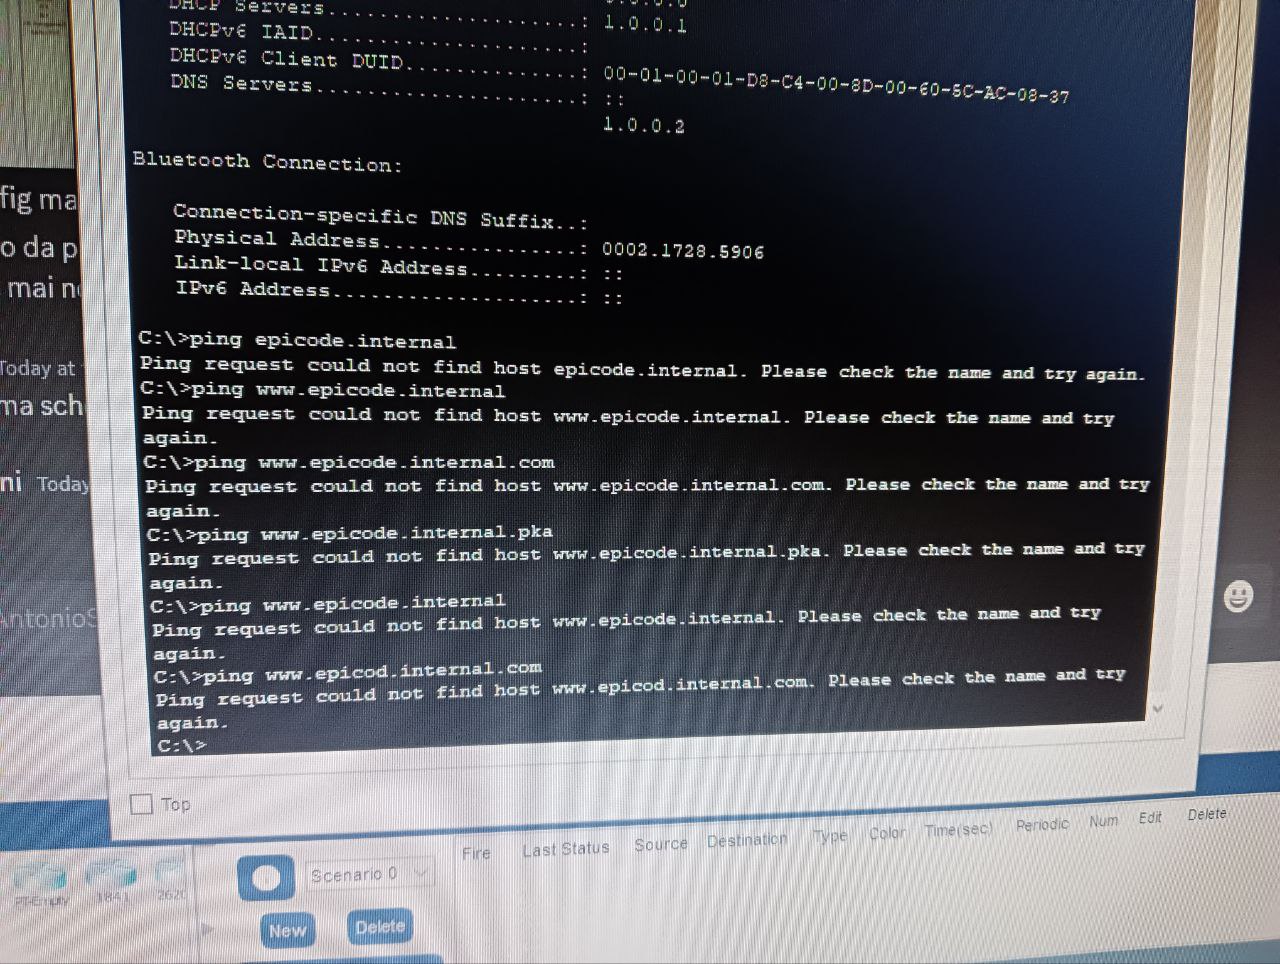 DHCP Servers.........................: 1.0.0.1
DHCPv6 IAID..........................:
DHCPv6 Client DUID.................: 00-01-00-01-D8-C4-00-8D-00-60-5C-AC-08-37
DNS Servers..........................: ::
1.0.0.2
Bluetooth Connection:
Connection-specific DNS Suffix..:
Physical Address...................: 0002.1728.5906
Link-local IPv6 Address.........: ::
IPv6 Address.......................: ::
C:\>ping epicode.internal
Ping request could not find host epicode.internal. Please check the name and try again.
C:\>ping www.epicode.internal
Ping request could not find host www.epicode.internal. Please check the name and try
again.
C:\>ping www.epicode.internal.com
Ping request could not find host www.epicode.internal.com. Please check the name and try
again.
C:\>ping www.epicode.internal.pka
Ping request could not find host www.epicode.internal.pka. Please check the name and try
again.
C:\>ping www.epicode.internal
Ping request could not find host www.epicode.internal. Please check the name and try
again.
C:\>ping www.epicod.internal.com
Ping request could not find host www.epicod.internal.com. Please check the name and try
again.
C:\>
fig ma
o da p
mai n
Today at
ma sch
ni Today
AntonioS
Top
Fire Last Status Source Destination Type Color Time(sec) Periodic Num Edit Delete
PT-Empty 1841 2620
Scenario 0
New Delete